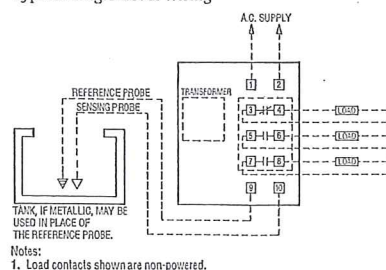 A.C. SUPPLY
REFERENCE PROBE
SENSING PROBE
TRANSFORMER
1 2
3 4 LOAD
5 6 LOAD
7 8 LOAD
9 10
TANK, IF METALLIC, MAY BE
USED IN PLACE OF
THE REFERENCE PROBE.
Notes:
1. Load contacts shown are non-powered.